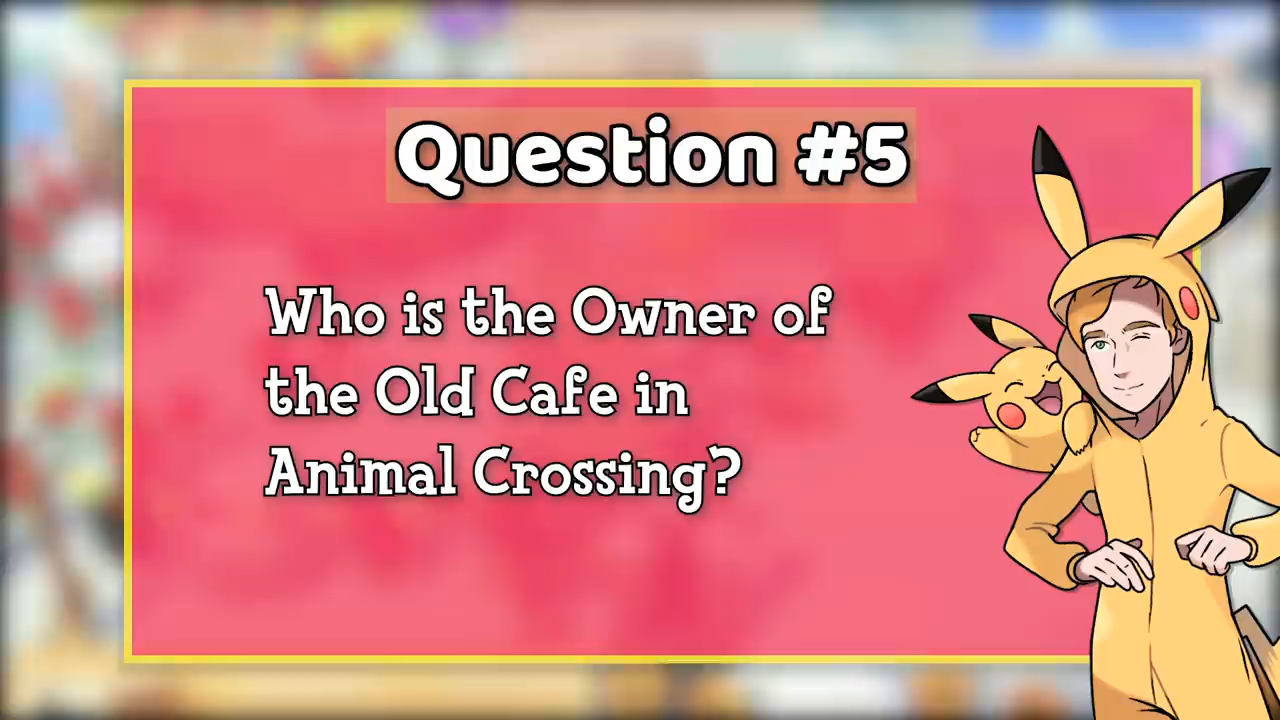 Question #5
Who is the Owner of
the Old Cafe in
Animal Crossing?